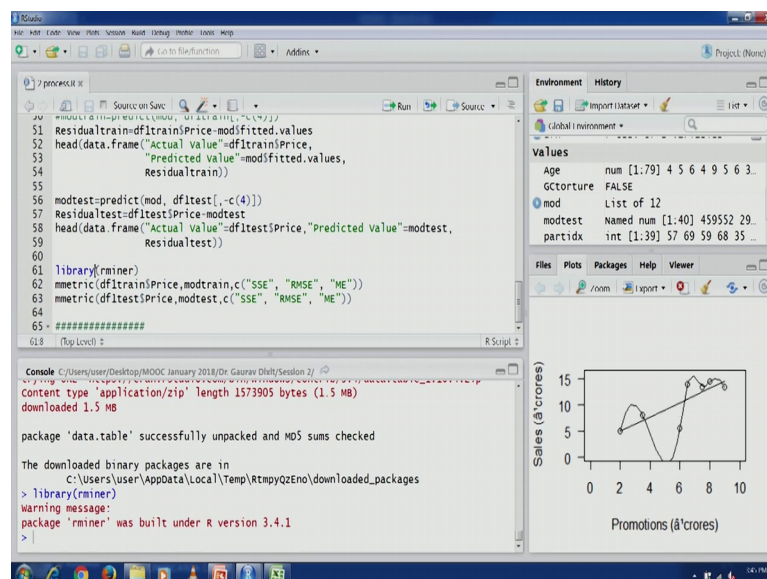 RStudio
File Edit Code View Plots Session Build Debug Profile Tools Help
Go to file/function Addins
Project: (None)
2 process.R
Source on Save Run Source
51 Residualtrain=df1train$Price-mod$fitted.values
52 head(data.frame("Actual Value"=df1train$Price,
53 "Predicted Value"=mod$fitted.values,
54 Residualtrain))
55
56 modtest=predict(mod, df1test[,-c(4)])
57 Residualtest=df1test$Price-modtest
58 head(data.frame("Actual Value"=df1test$Price,"Predicted Value"=modtest,
59 Residualtest))
60
61 library(rminer)
62 mmetric(df1train$Price,modtrain,c("SSE", "RMSE", "ME"))
63 mmetric(df1test$Price,modtest,c("SSE", "RMSE", "ME"))
64
65 ################
61:8 (Top Level) R Script
Console C:/Users/user/Desktop/MOOC January 2018/Dr. Gaurav Dhrit/Session 2/
Content type 'application/zip' length 1573905 bytes (1.5 MB)
downloaded 1.5 MB
package 'data.table' successfully unpacked and MD5 sums checked
The downloaded binary packages are in
C:\Users\user\AppData\Local\Temp\RtmpyQzEno\downloaded_packages
> library(rminer)
Warning message:
package 'rminer' was built under R version 3.4.1
>
Environment History
Import Dataset List
Global Environment
Values
Age num [1:79] 4 5 6 4 9 5 6 3…
GCtorture FALSE
mod List of 12
modtest Named num [1:40] 459552 29…
partidx int [1:39] 57 69 59 68 35 …
Files Plots Packages Help Viewer
Zoom Export
Sales (â¹crores)
15
10
5
0
0 2 4 6 8 10
Promotions (â¹crores)